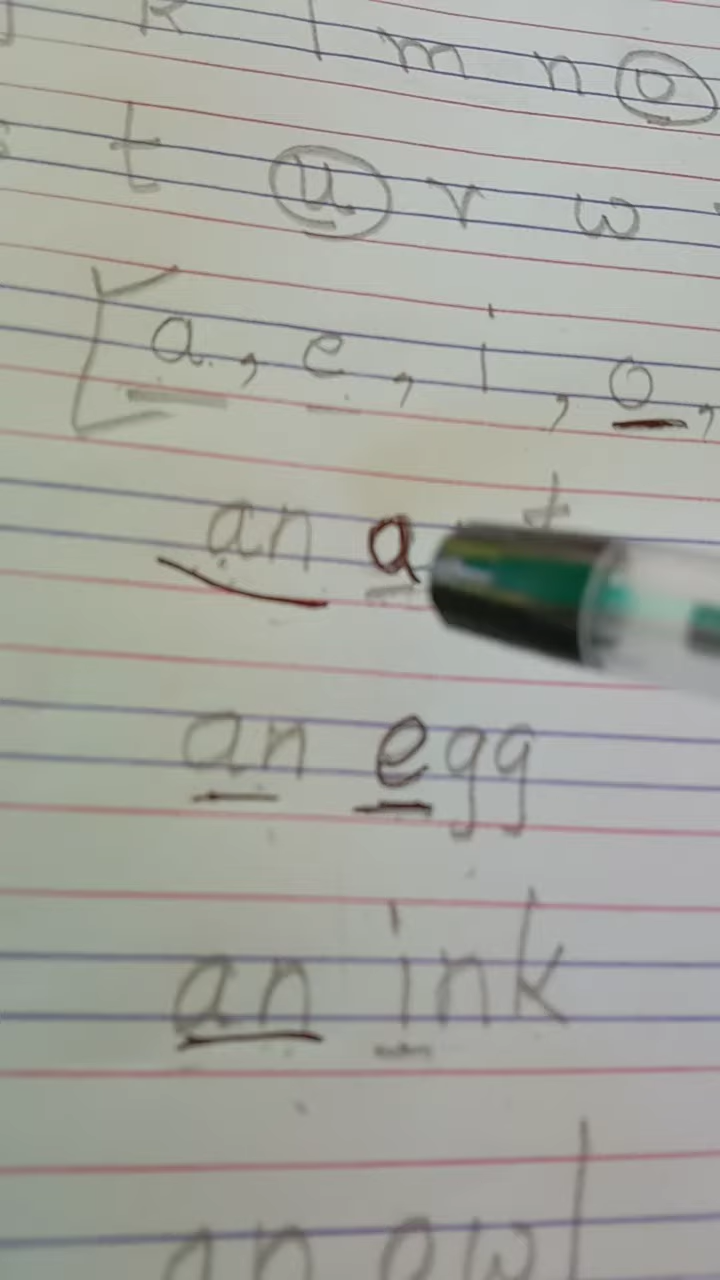 k l m n o
t u v w
[a, e, i, o,
an
an egg
an ink
an owl